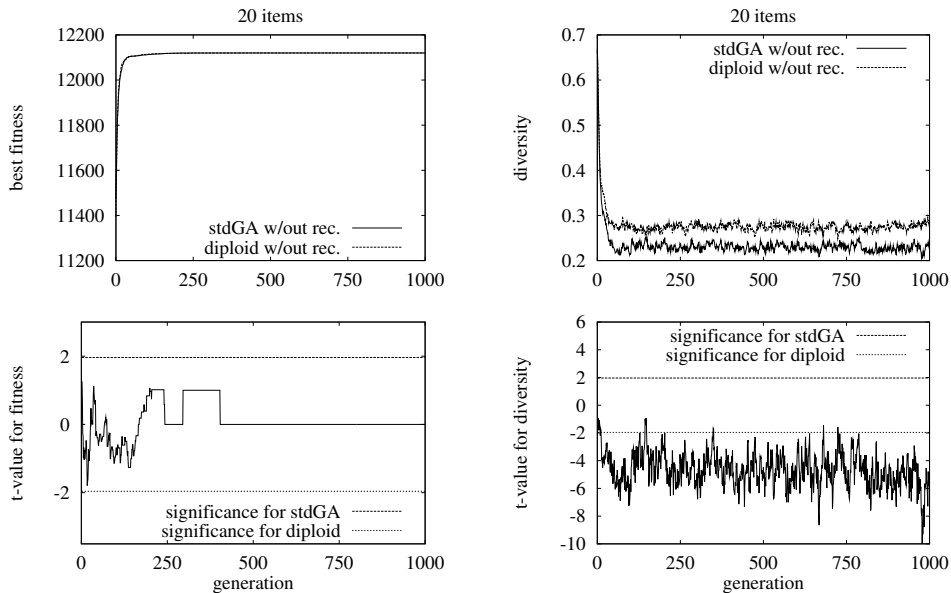 20 items
best fitness
12200
12000
11800
11600
11400
11200
stdGA w/out rec.
diploid w/out rec.
0 250 500 750 1000
20 items
diversity
0.7
0.6
0.5
0.4
0.3
0.2
stdGA w/out rec.
diploid w/out rec.
0 250 500 750 1000
t-value for fitness
2
0
-2
significance for stdGA
significance for diploid
0 250 500 750 1000
generation
t-value for diversity
6
4
2
0
-2
-4
-6
-8
-10
significance for stdGA
significance for diploid
0 250 500 750 1000
generation